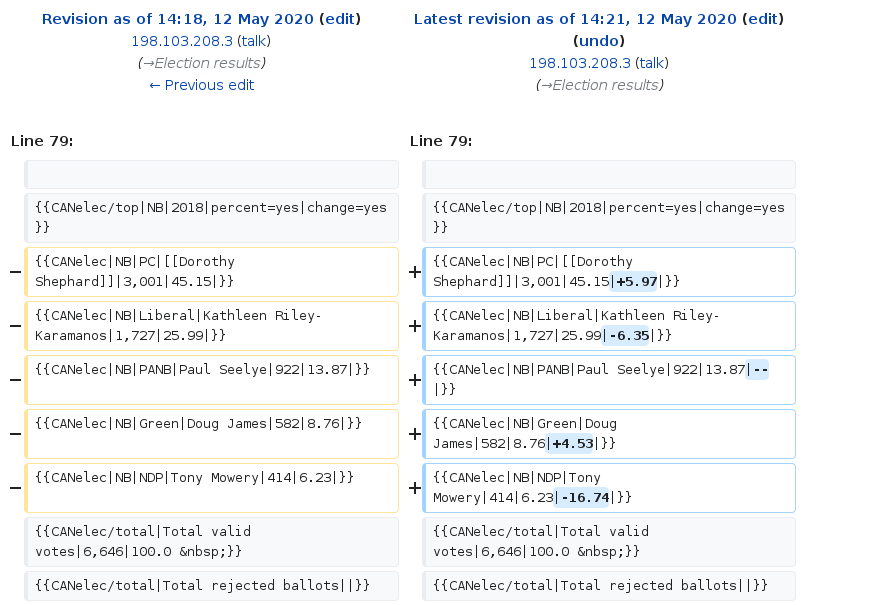 Revision as of 14:18, 12 May 2020 (edit)
198.103.208.3 (talk)
(→Election results)
← Previous edit
Latest revision as of 14:21, 12 May 2020 (edit)
(undo)
198.103.208.3 (talk)
(→Election results)
Line 79:
Line 79:
{{CANelec/top|NB|2018|percent=yes|change=yes
}}
{{CANelec/top|NB|2018|percent=yes|change=yes
}}
− {{CANelec|NB|PC|[[Dorothy
Shephard]]|3,001|45.15|}}
+ {{CANelec|NB|PC|[[Dorothy
Shephard]]|3,001|45.15|+5.97|}}
− {{CANelec|NB|Liberal|Kathleen Riley-
Karamanos|1,727|25.99|}}
+ {{CANelec|NB|Liberal|Kathleen Riley-
Karamanos|1,727|25.99|-6.35|}}
− {{CANelec|NB|PANB|Paul Seelye|922|13.87|}}
+ {{CANelec|NB|PANB|Paul Seelye|922|13.87|--
|}}
− {{CANelec|NB|Green|Doug James|582|8.76|}}
+ {{CANelec|NB|Green|Doug
James|582|8.76|+4.53|}}
− {{CANelec|NB|NDP|Tony Mowery|414|6.23|}}
+ {{CANelec|NB|NDP|Tony
Mowery|414|6.23|-16.74|}}
{{CANelec/total|Total valid
votes|6,646|100.0 &nbsp;}}
{{CANelec/total|Total valid
votes|6,646|100.0 &nbsp;}}
{{CANelec/total|Total rejected ballots||}}
{{CANelec/total|Total rejected ballots||}}